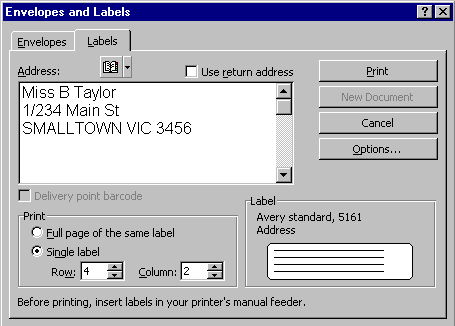 Envelopes and Labels
Envelopes
Labels
Address:
Use return address
Miss B Taylor
1/234 Main St
SMALLTOWN VIC 3456
Print
New Document
Cancel
Options...
Delivery point barcode
Print
Full page of the same label
Single label
Row: 4 Column: 2
Label
Avery standard, 5161
Address
Before printing, insert labels in your printer's manual feeder.